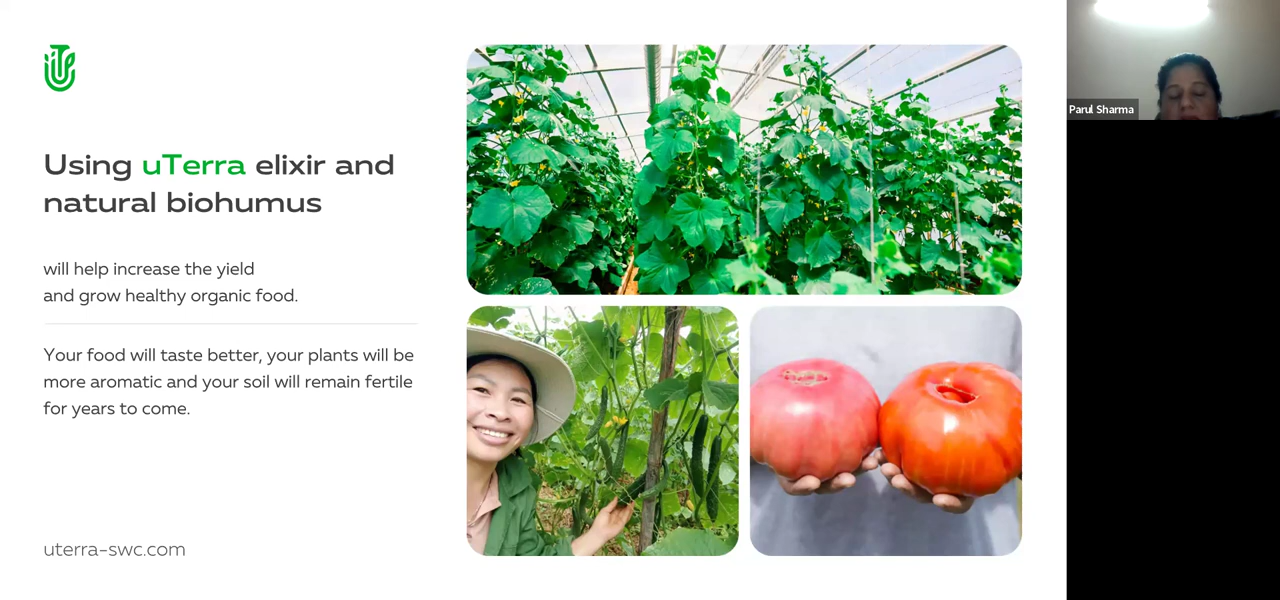 Using uTerra elixir and
natural biohumus
will help increase the yield
and grow healthy organic food.
Your food will taste better, your plants will be
more aromatic and your soil will remain fertile
for years to come.
uterra-swc.com
Parul Sharma